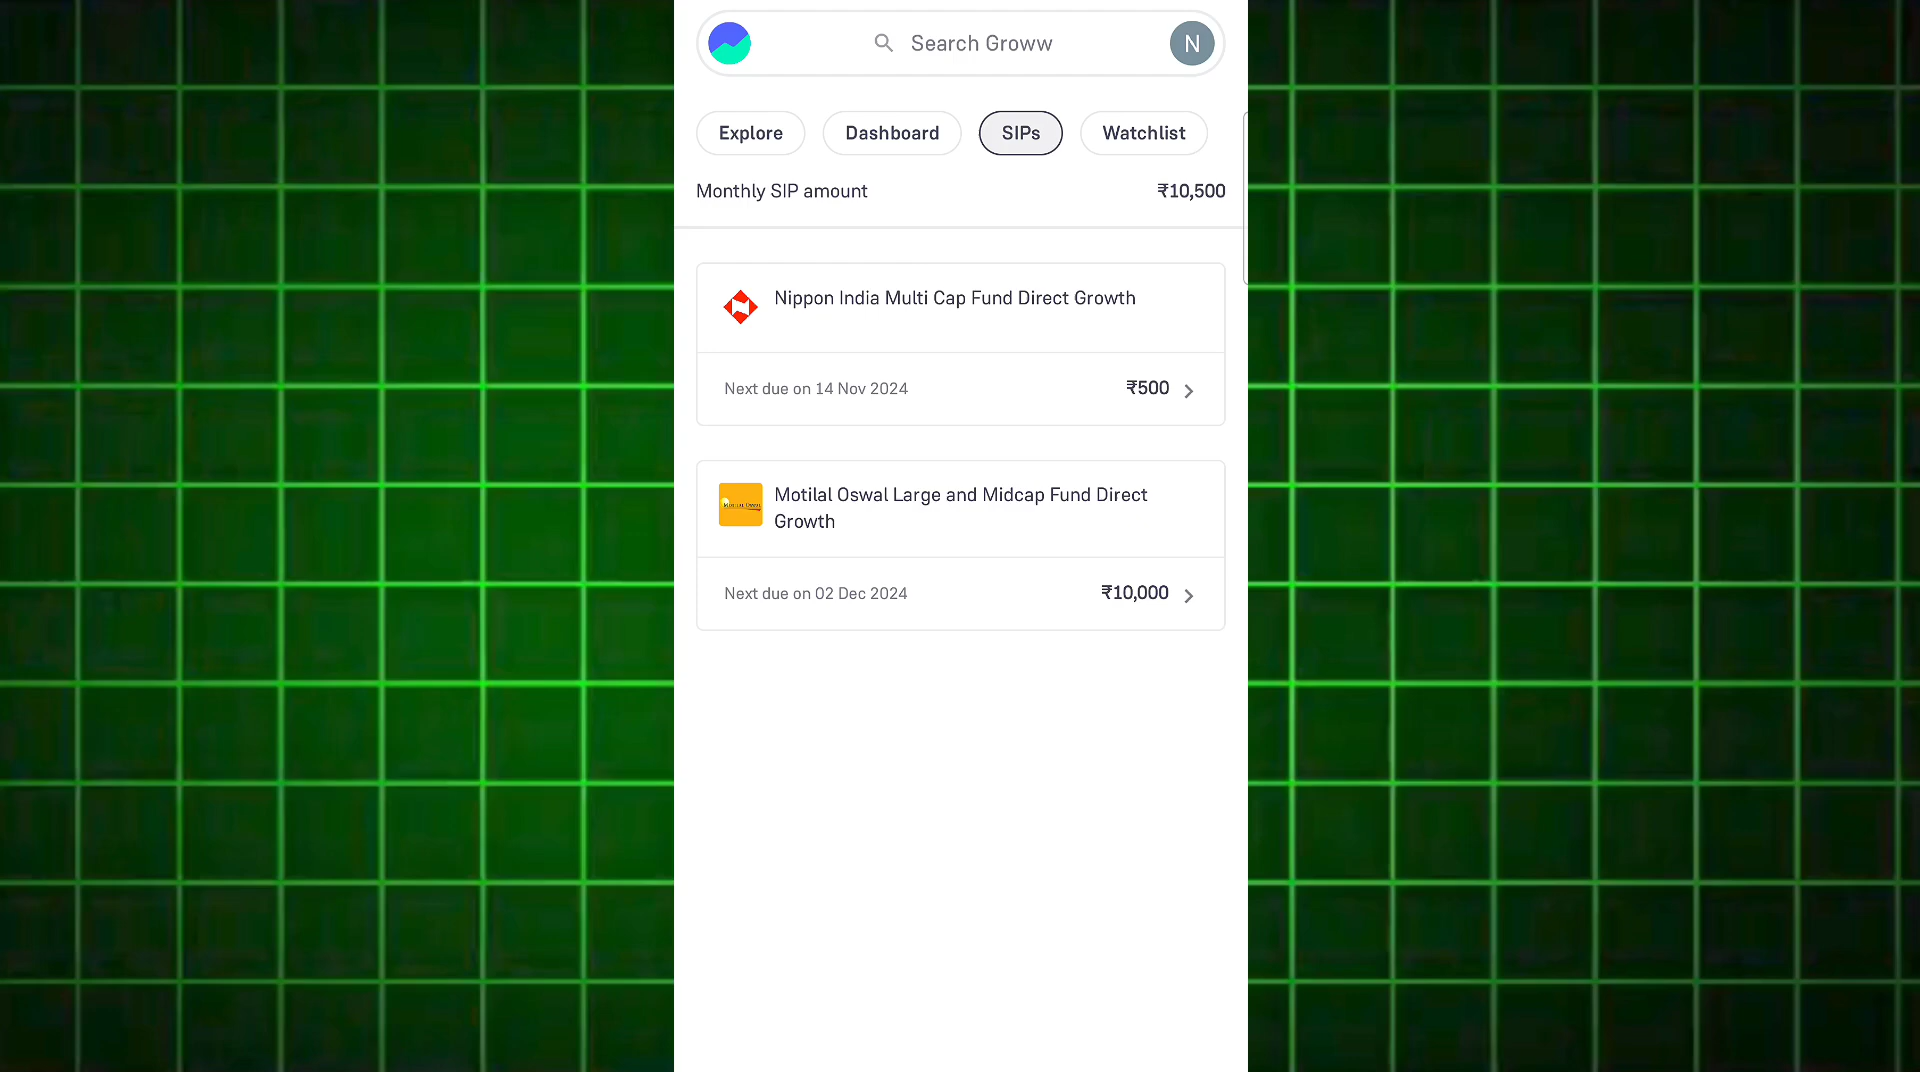 Search Groww
N
Explore
Dashboard
SIPs
Watchlist
Monthly SIP amount
₹10,500
Nippon India Multi Cap Fund Direct Growth
Next due on 14 Nov 2024
₹500
Motilal Oswal Large and Midcap Fund Direct
Growth
Next due on 02 Dec 2024
₹10,000